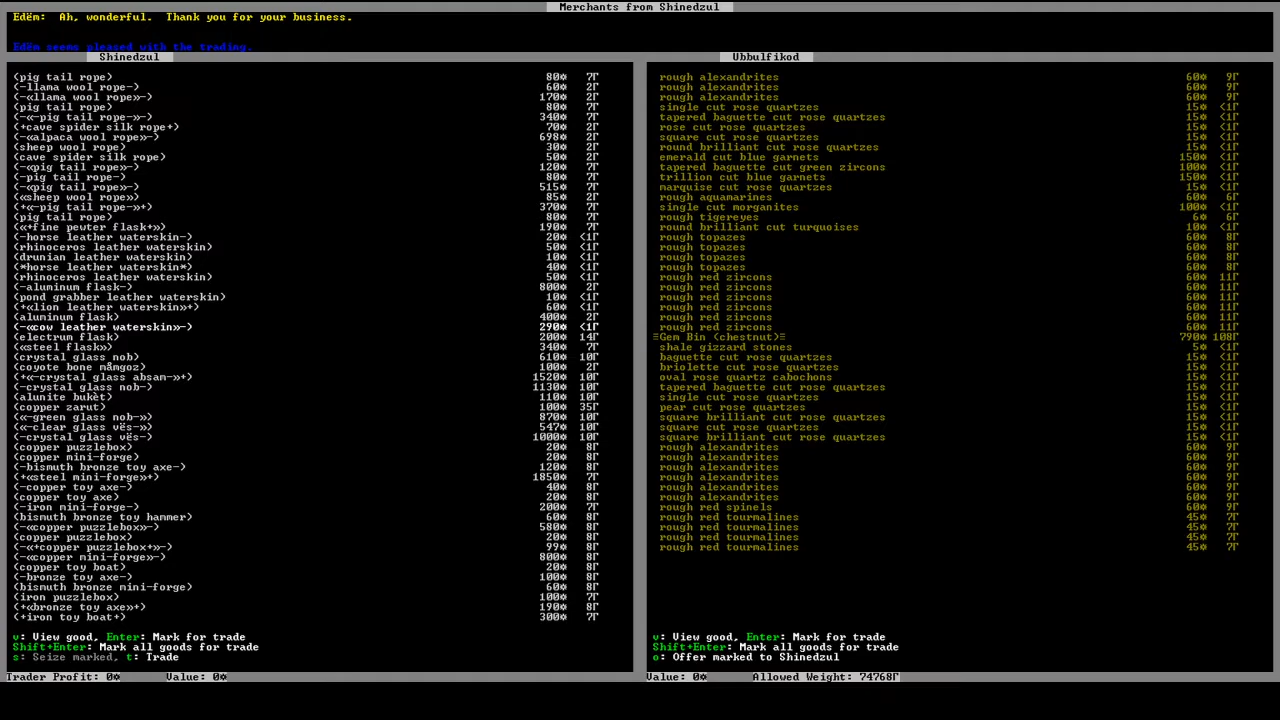 Merchants from Shinedzul
Edëm: Ah, wonderful. Thank you for your business.
Edëm seems pleased with the trading.
Shinedzul
(pig tail rope) 80☼ 7Γ
(-llama wool rope-) 60☼ 2Γ
(-«llama wool rope»-) 170☼ 2Γ
(pig tail rope) 80☼ 7Γ
(-«-pig tail rope-»-) 340☼ 7Γ
(+cave spider silk rope+) 70☼ 2Γ
(-«alpaca wool rope»-) 698☼ 2Γ
(sheep wool rope) 30☼ 2Γ
(cave spider silk rope) 50☼ 2Γ
(-«pig tail rope»-) 120☼ 7Γ
(-pig tail rope-) 80☼ 7Γ
(-«pig tail rope»-) 515☼ 7Γ
(«sheep wool rope») 85☼ 2Γ
(+«-pig tail rope-»+) 370☼ 7Γ
(pig tail rope) 80☼ 7Γ
(«+fine pewter flask+») 190☼ 7Γ
(-horse leather waterskin-) 20☼ <1Γ
(rhinoceros leather waterskin) 50☼ <1Γ
(drunian leather waterskin) 10☼ <1Γ
(*horse leather waterskin*) 40☼ <1Γ
(rhinoceros leather waterskin) 50☼ <1Γ
(-aluminum flask-) 800☼ 2Γ
(pond grabber leather waterskin) 10☼ <1Γ
(+«lion leather waterskin»+) 60☼ <1Γ
(aluminum flask) 400☼ 2Γ
(-«cow leather waterskin»-) 290☼ <1Γ
(electrum flask) 200☼ 14Γ
(«steel flask») 340☼ 7Γ
(crystal glass nob) 610☼ 10Γ
(coyote bone måmgoz) 100☼ 2Γ
(+«-crystal glass absam-»+) 1520☼ 10Γ
(-crystal glass nob-) 1130☼ 10Γ
(alunite bukèt) 110☼ 10Γ
(copper zarut) 100☼ 35Γ
(«-green glass nob-») 870☼ 10Γ
(«-clear glass vës-») 547☼ 10Γ
(-crystal glass vës-) 1000☼ 10Γ
(copper puzzlebox) 20☼ 8Γ
(copper mini-forge) 20☼ 8Γ
(-bismuth bronze toy axe-) 120☼ 8Γ
(+«steel mini-forge»+) 1850☼ 7Γ
(-copper toy axe-) 40☼ 8Γ
(copper toy axe) 20☼ 8Γ
(-iron mini-forge-) 200☼ 7Γ
(bismuth bronze toy hammer) 60☼ 8Γ
(-«copper puzzlebox»-) 580☼ 8Γ
(copper puzzlebox) 20☼ 8Γ
(-«+copper puzzlebox+»-) 99☼ 8Γ
(-«copper mini-forge»-) 800☼ 8Γ
(copper toy boat) 20☼ 8Γ
(-bronze toy axe-) 100☼ 8Γ
(bismuth bronze mini-forge) 60☼ 8Γ
(iron puzzlebox) 100☼ 7Γ
(+«bronze toy axe»+) 190☼ 8Γ
(+iron toy boat+) 300☼ 7Γ
v: View good, Enter: Mark for trade
Shift+Enter: Mark all goods for trade
s: Seize marked, t: Trade
Trader Profit: 0☼ Value: 0☼
Ubbulfikod
rough alexandrites 60☼ 9Γ
rough alexandrites 60☼ 9Γ
rough alexandrites 60☼ 9Γ
single cut rose quartzes 15☼ <1Γ
tapered baguette cut rose quartzes 15☼ <1Γ
rose cut rose quartzes 15☼ <1Γ
square cut rose quartzes 15☼ <1Γ
round brilliant cut rose quartzes 15☼ <1Γ
emerald cut blue garnets 150☼ <1Γ
tapered baguette cut green zircons 100☼ <1Γ
trillion cut blue garnets 150☼ <1Γ
marquise cut rose quartzes 15☼ <1Γ
rough aquamarines 60☼ 6Γ
single cut morganites 100☼ <1Γ
rough tigereyes 6☼ 6Γ
round brilliant cut turquoises 10☼ <1Γ
rough topazes 60☼ 8Γ
rough topazes 60☼ 8Γ
rough topazes 60☼ 8Γ
rough topazes 60☼ 8Γ
rough red zircons 60☼ 11Γ
rough red zircons 60☼ 11Γ
rough red zircons 60☼ 11Γ
rough red zircons 60☼ 11Γ
rough red zircons 60☼ 11Γ
rough red zircons 60☼ 11Γ
≡Gem Bin (chestnut)≡ 790☼ 108Γ
shale gizzard stones 5☼ <1Γ
baguette cut rose quartzes 15☼ <1Γ
briolette cut rose quartzes 15☼ <1Γ
oval rose quartz cabochons 15☼ <1Γ
tapered baguette cut rose quartzes 15☼ <1Γ
single cut rose quartzes 15☼ <1Γ
pear cut rose quartzes 15☼ <1Γ
square brilliant cut rose quartzes 15☼ <1Γ
square cut rose quartzes 15☼ <1Γ
square brilliant cut rose quartzes 15☼ <1Γ
rough alexandrites 60☼ 9Γ
rough alexandrites 60☼ 9Γ
rough alexandrites 60☼ 9Γ
rough alexandrites 60☼ 9Γ
rough alexandrites 60☼ 9Γ
rough alexandrites 60☼ 9Γ
rough red spinels 60☼ 9Γ
rough red tourmalines 45☼ 7Γ
rough red tourmalines 45☼ 7Γ
rough red tourmalines 45☼ 7Γ
rough red tourmalines 45☼ 7Γ
v: View good, Enter: Mark for trade
Shift+Enter: Mark all goods for trade
o: Offer marked to Shinedzul
Value: 0☼ Allowed Weight: 74768Γ